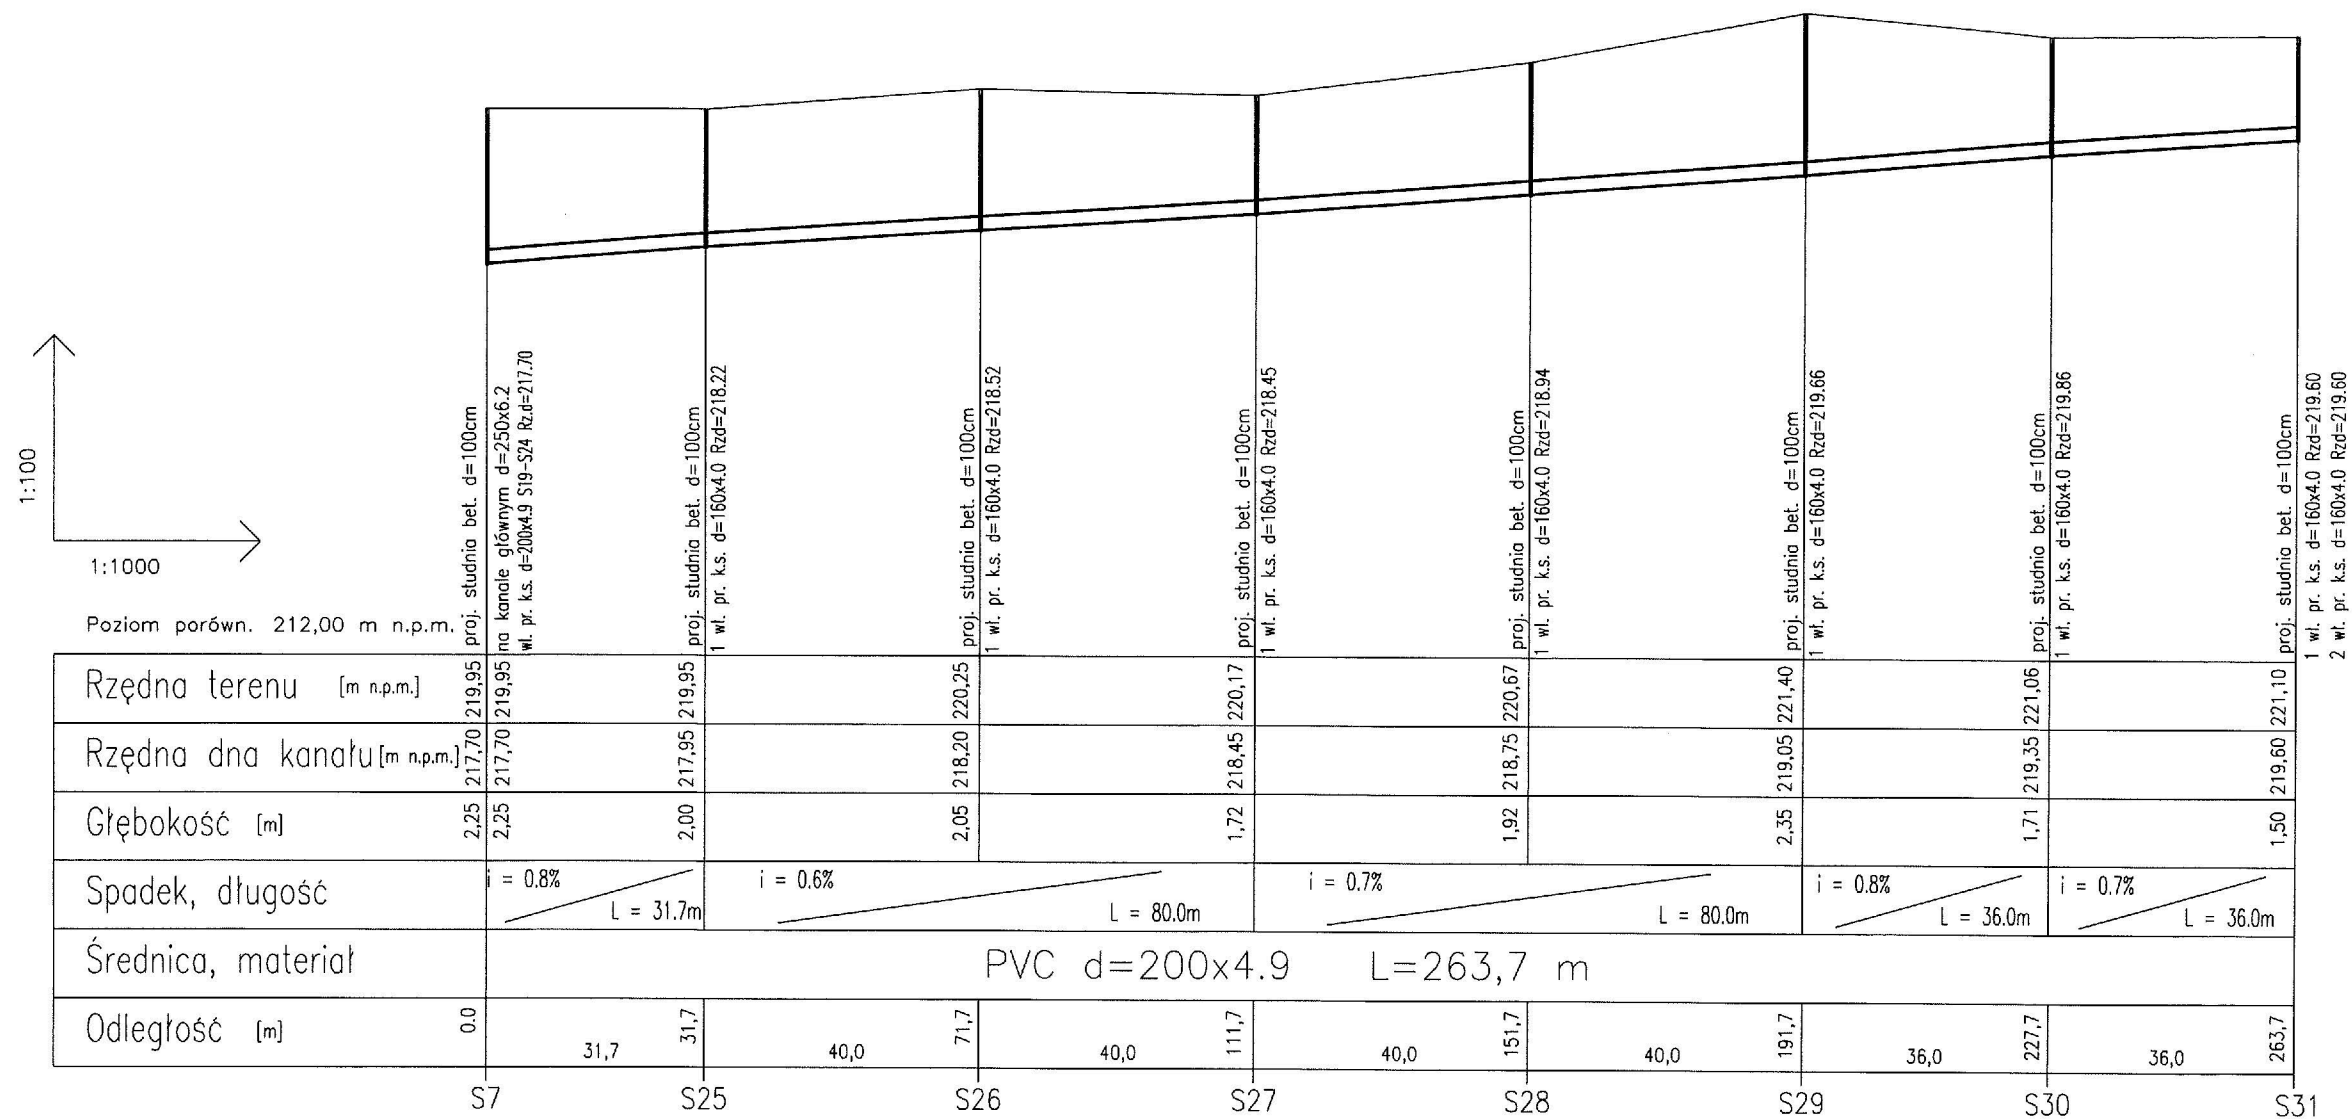 1:100
1:1000
Poziom porówn. 212,00 m n.p.m.
proj. studnia bet. d=100cm
na kanale głównym d=250x6.2
wł. pr. k.s. d=200x4.9 S19-S24 Rz.d=217.70
proj. studnia bet. d=100cm
1 wł. pr. k.s. d=160x4.0 Rzd=218.22
proj. studnia bet. d=100cm
1 wł. pr. k.s. d=160x4.0 Rzd=218.52
proj. studnia bet. d=100cm
1 wł. pr. k.s. d=160x4.0 Rzd=218.45
proj. studnia bet. d=100cm
1 wł. pr. k.s. d=160x4.0 Rzd=218.94
proj. studnia bet. d=100cm
1 wł. pr. k.s. d=160x4.0 Rzd=219.66
proj. studnia bet. d=100cm
1 wł. pr. k.s. d=160x4.0 Rzd=219.86
proj. studnia bet. d=100cm
1 wł. pr. k.s. d=160x4.0 Rzd=219.60
2 wł. pr. k.s. d=160x4.0 Rzd=219.60
Rzędna terenu [m n.p.m.] 219,95 219,95 219,95 220,25 220,17 220,67 221,40 221,06 221,10
Rzędna dna kanału [m n.p.m.] 217,70 217,70 217,95 218,20 218,45 218,75 219,05 219,35 219,60
Głębokość [m] 2,25 2,25 2,00 2,05 1,72 1,92 2,35 1,71 1,50
Spadek, długość i = 0.8% L = 31.7m i = 0.6% L = 80.0m i = 0.7% L = 80.0m i = 0.8% L = 36.0m i = 0.7% L = 36.0m
Średnica, materiał PVC d=200x4.9 L=263,7 m
Odległość [m] 0.0 31,7 31,7 40,0 71,7 40,0 111,7 40,0 151,7 40,0 191,7 36,0 227,7 36,0 263,7
S7 S25 S26 S27 S28 S29 S30 S31